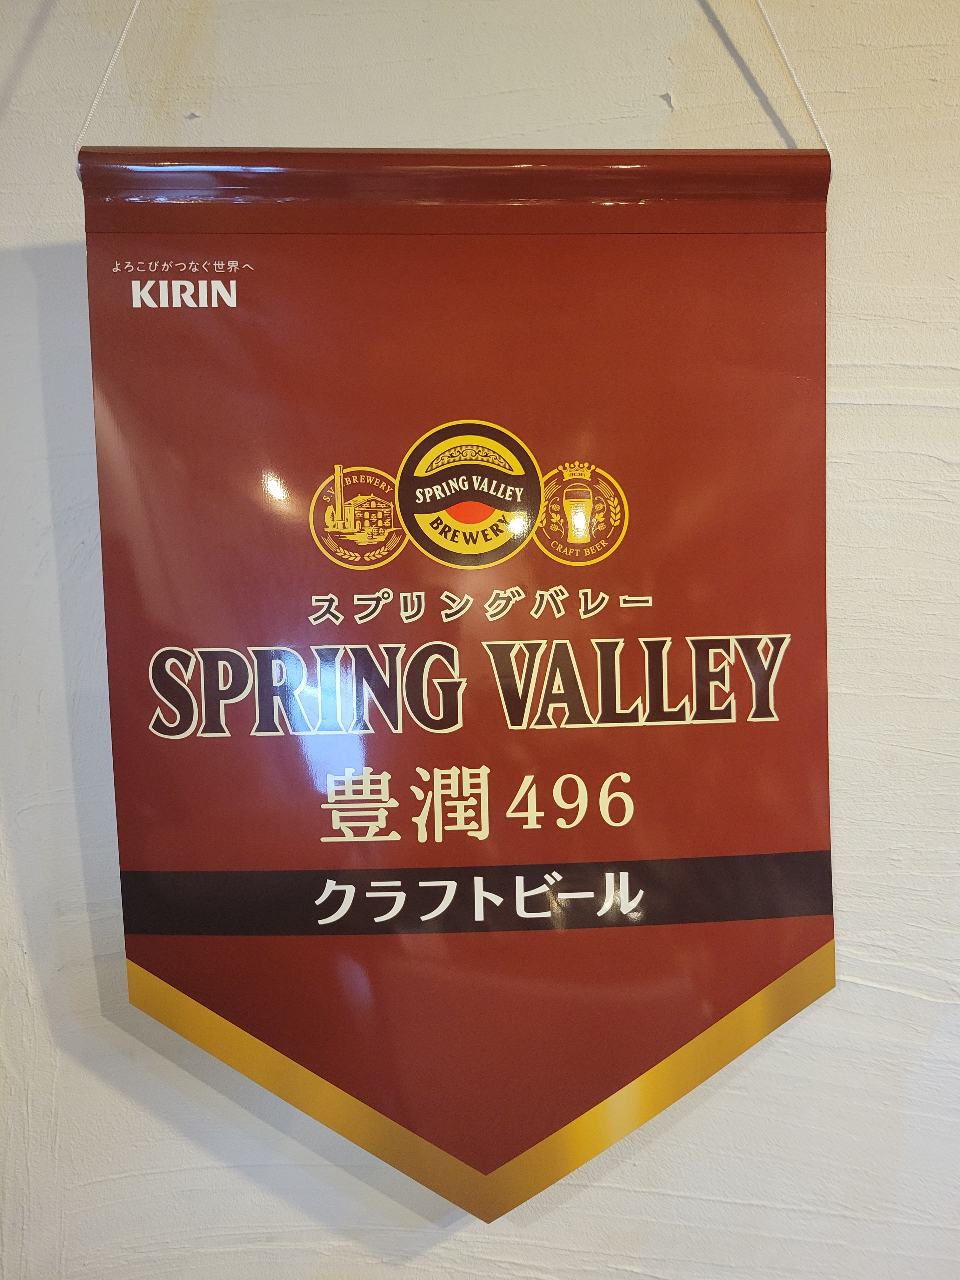 よろこびがつなぐ世界へ
KIRIN
S.V. BREWERY
SPRING VALLEY
BREWERY
CRAFT BEER
スプリングバレー
SPRING VALLEY
豊潤496
クラフトビール